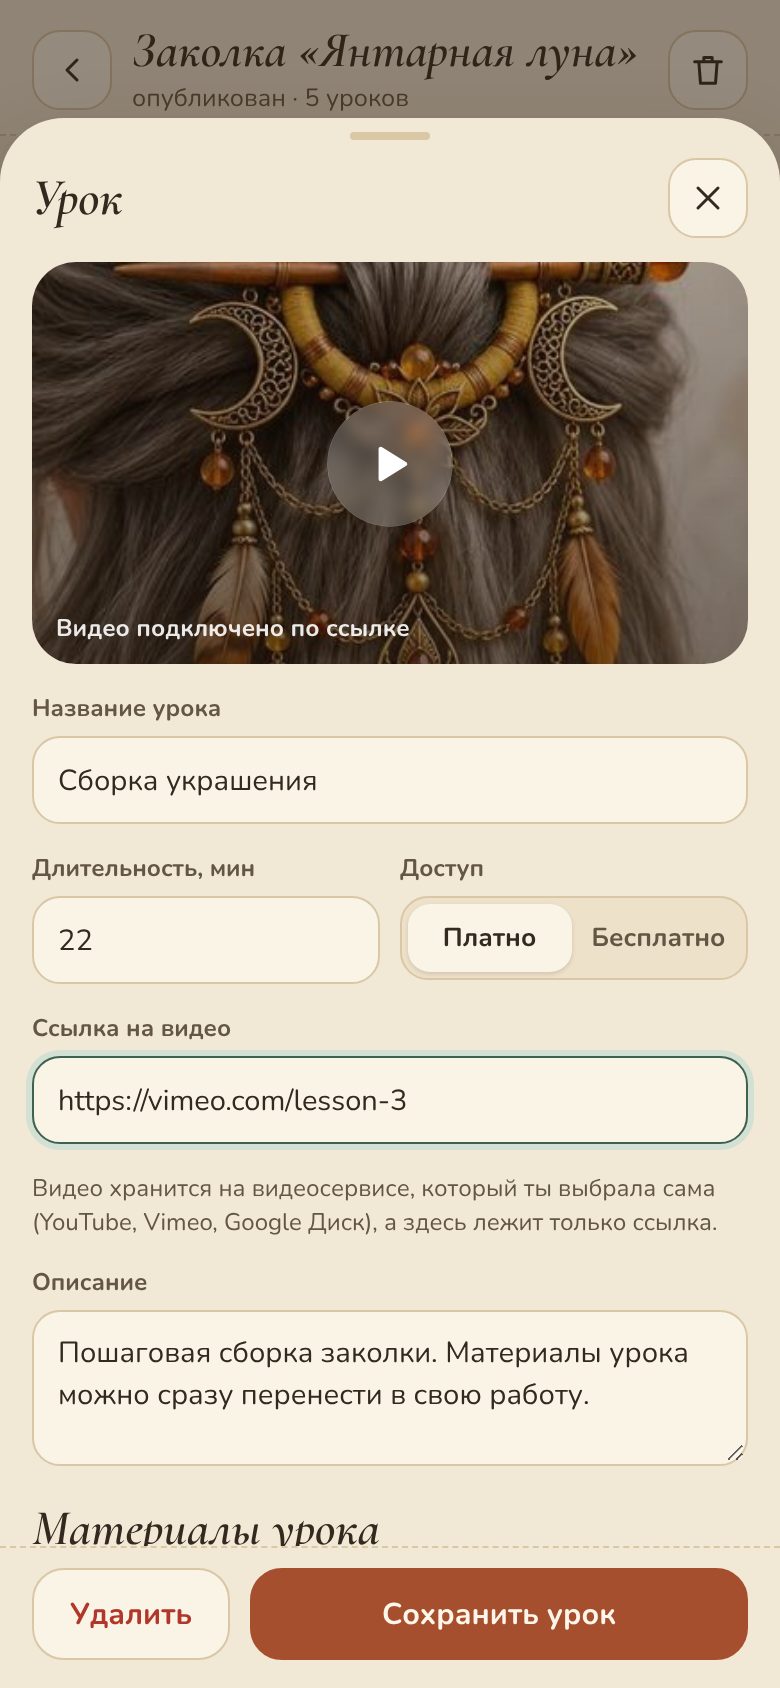 Заколка «Янтарная луна»
опубликован · 5 уроков
Урок
Видео подключено по ссылке
Название урока
Сборка украшения
Длительность, мин
Доступ
22
Платно
Бесплатно
Ссылка на видео
https://vimeo.com/lesson-3
Видео хранится на видеосервисе, который ты выбрала сама
(YouTube, Vimeo, Google Диск), а здесь лежит только ссылка.
Описание
Пошаговая сборка заколки. Материалы урока
можно сразу перенести в свою работу.
Материалы урока
Удалить
Сохранить урок